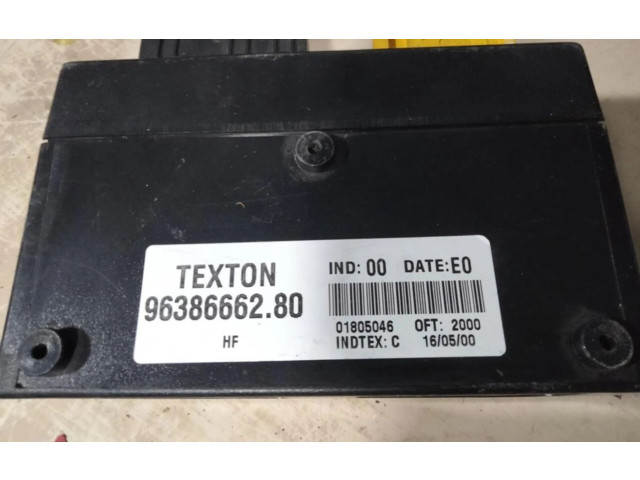 TEXTON
96386662.80
HF
IND: 00 DATE: E0
01805046 OFT: 2000
INDTEX: C 16/05/00